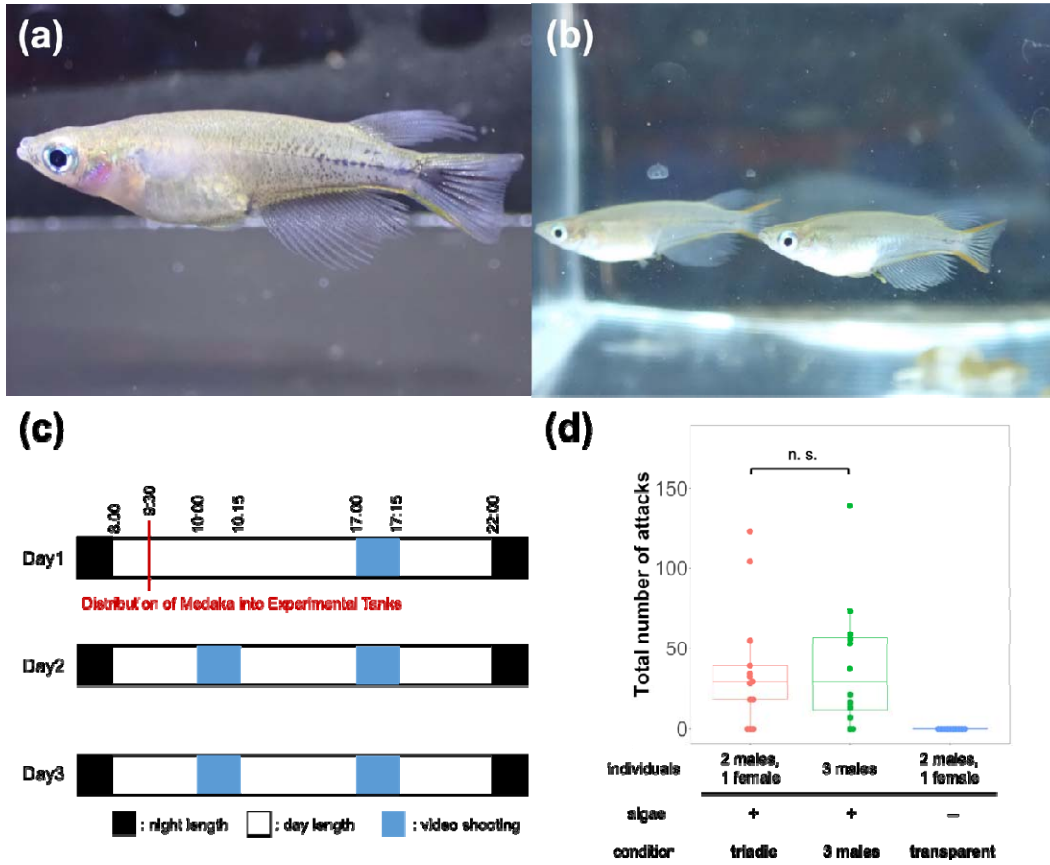 (a)
(b)
(c)
8.00
9:30
10:00
10.15
17.00
17:15
22:00
Day1
Distribution of Medaka into Experimental Tanks
Day2
Day3
: night length
: day length
: video shooting
(d)
n. s.
Total number of attacks
150
100
50
0
individuals
2 males,
1 female
3 males
2 males,
1 female
algae
+
+
–
condition
triadic
3 males
transparent